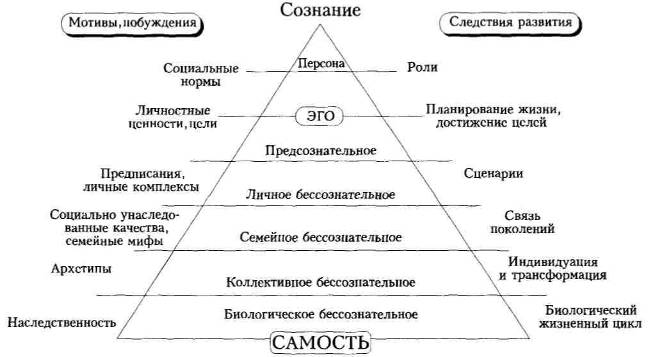 Сознание
Мотивы, побуждения
Следствия развития
Социальные
нормы
Персона
Роли
Личностные
ценности, цели
ЭГО
Планирование жизни,
достижение целей
Предсознательное
Предписания,
личные комплексы
Сценарии
Личное бессознательное
Социально унаследо-
ванные качества,
семейные мифы
Связь
поколений
Семейное бессознательное
Архстипы
Индивидуация
и трансформация
Коллективное бессознательное
Наследственность
Биологическое бессознательное
Биологический
жизненный цикл
САМОСТЬ